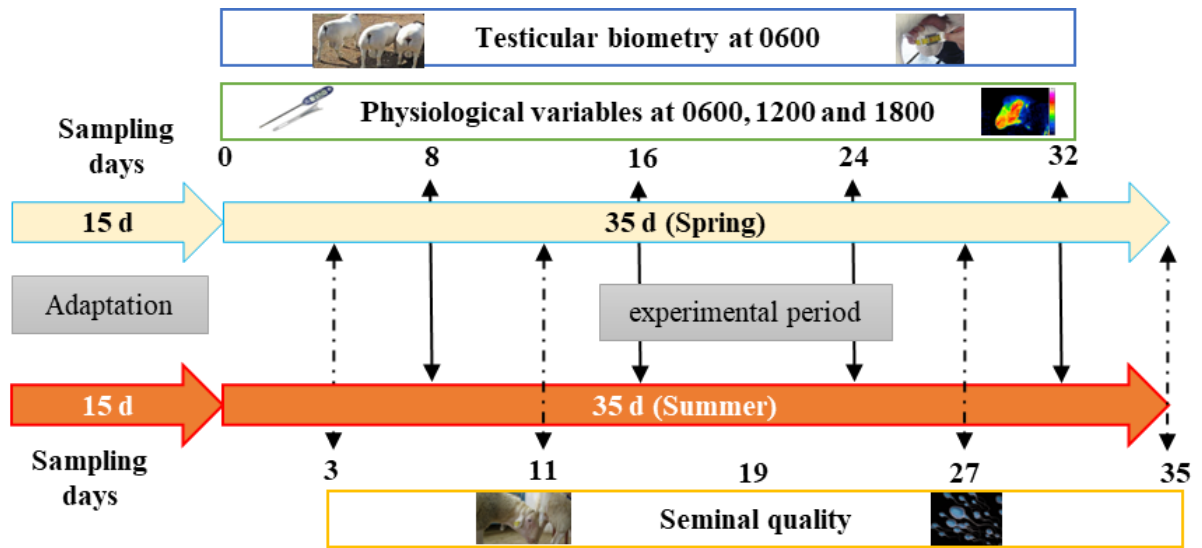 Testicular biometry at 0600
Physiological variables at 0600, 1200 and 1800
Sampling
days
0 8 16 24 32
15 d
35 d (Spring)
Adaptation
experimental period
15 d
35 d (Summer)
Sampling
days
3 11 19 27 35
Seminal quality